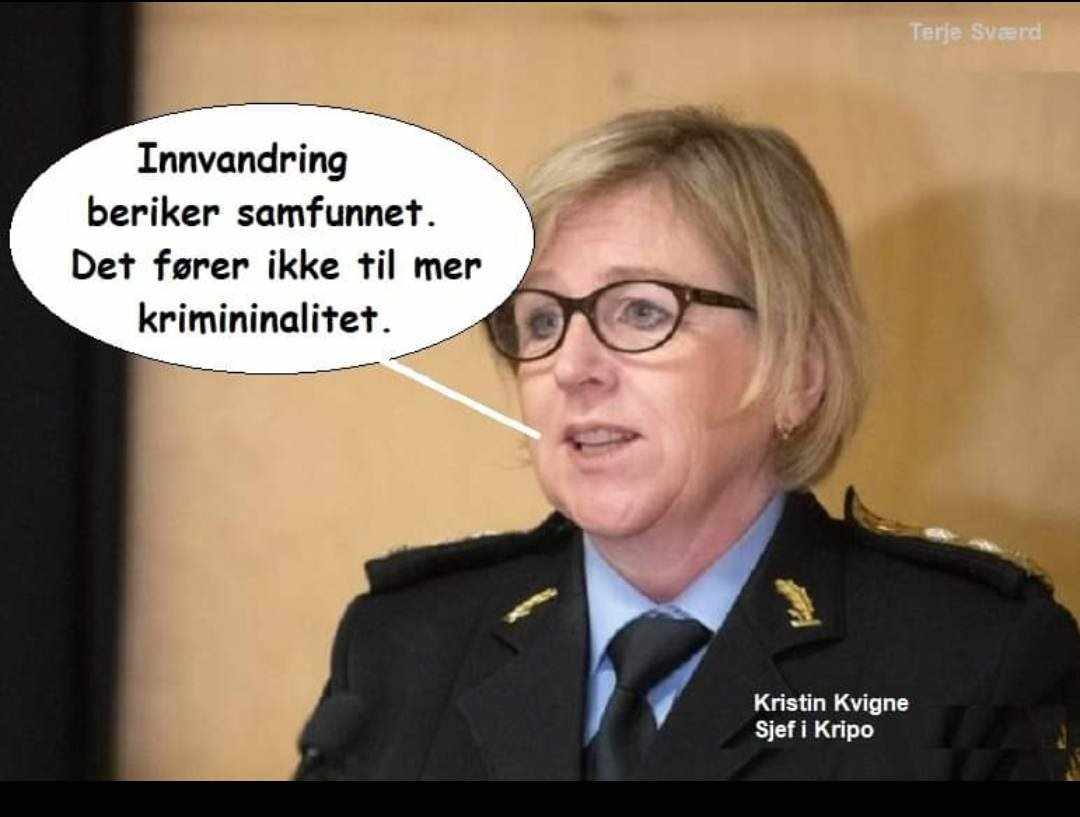 Terje Sværd
Innvandring
beriker samfunnet.
Det fører ikke til mer
krimininalitet.
Kristin Kvigne
Sjef i Kripo